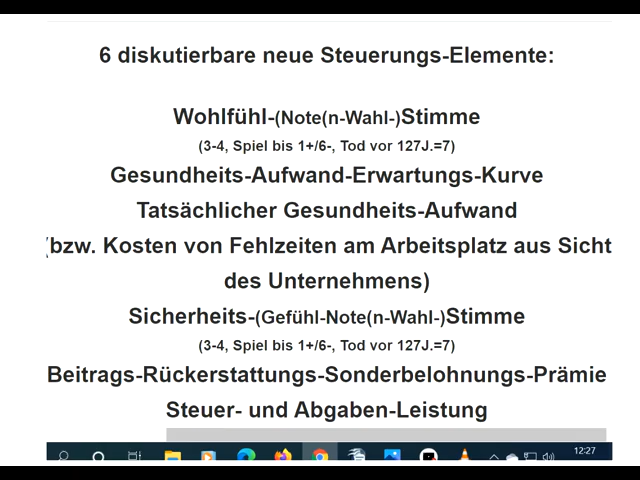 6 diskutierbare neue Steuerungs-Elemente:
Wohlfühl-(Note(n-Wahl-)Stimme
(3-4, Spiel bis 1+/6-, Tod vor 127J.=7)
Gesundheits-Aufwand-Erwartungs-Kurve
Tatsächlicher Gesundheits-Aufwand
(bzw. Kosten von Fehlzeiten am Arbeitsplatz aus Sicht
des Unternehmens)
Sicherheits-(Gefühl-Note(n-Wahl-)Stimme
(3-4, Spiel bis 1+/6-, Tod vor 127J.=7)
Beitrags-Rückerstattungs-Sonderbelohnungs-Prämie
Steuer- und Abgaben-Leistung
12:27